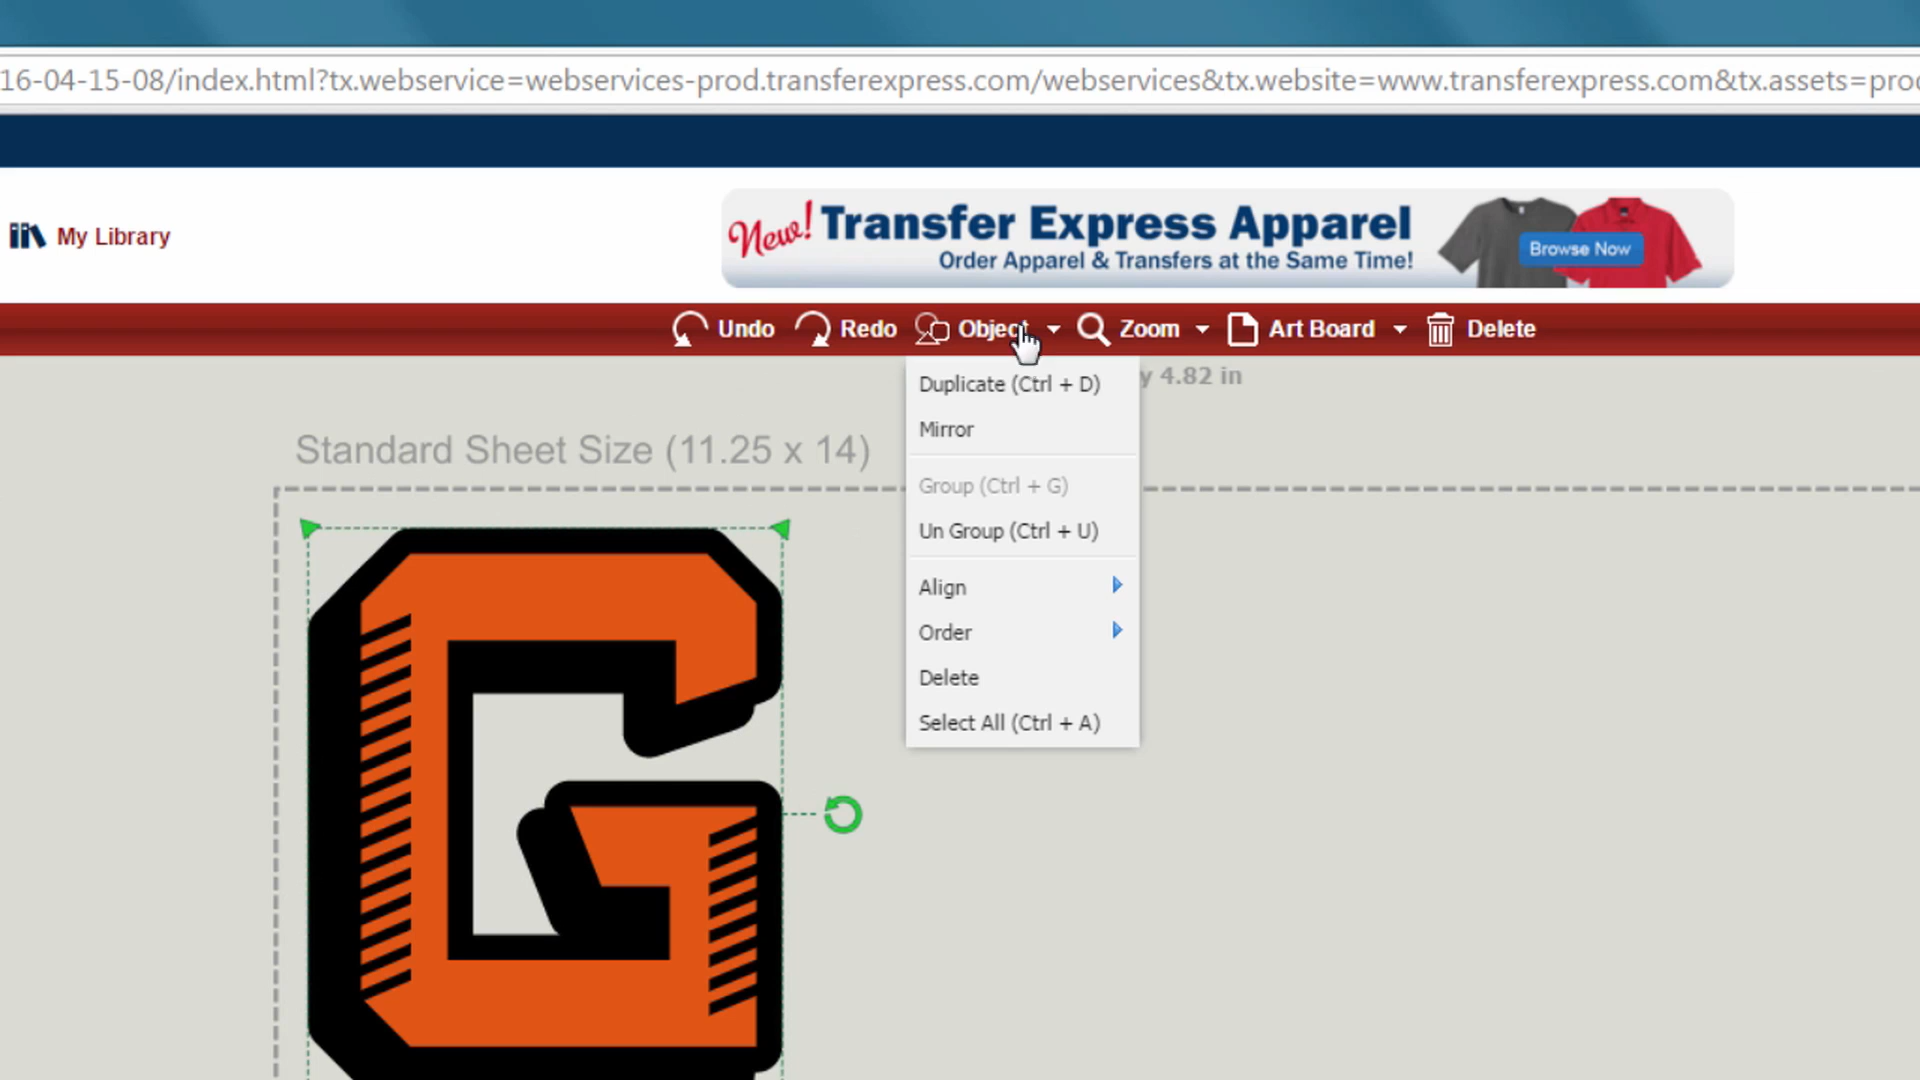 16-04-15-08/index.html?tx.webservice=webservices-prod.transferexpress.com/webservices&tx.website=www.transferexpress.com&tx.assets=prod
My Library
New! Transfer Express Apparel
Order Apparel & Transfers at the Same Time!
Browse Now
Undo Redo Object Zoom Art Board Delete
y 4.82 in
Duplicate (Ctrl + D)
Mirror
Group (Ctrl + G)
Un Group (Ctrl + U)
Align
Order
Delete
Select All (Ctrl + A)
Standard Sheet Size (11.25 x 14)
G